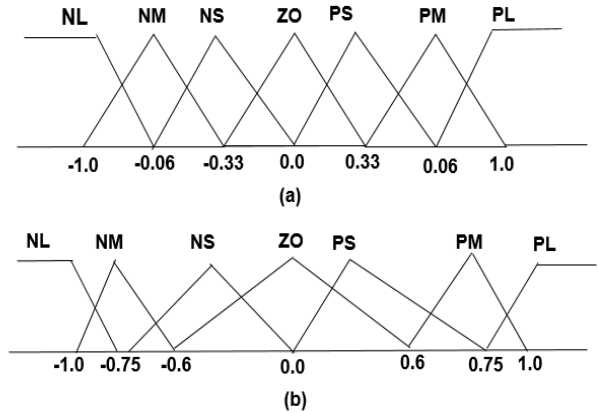 NL NM NS ZO PS PM PL
-1.0 -0.06 -0.33 0.0 0.33 0.06 1.0
(a)
NL NM NS ZO PS PM PL
-1.0 -0.75 -0.6 0.0 0.6 0.75 1.0
(b)